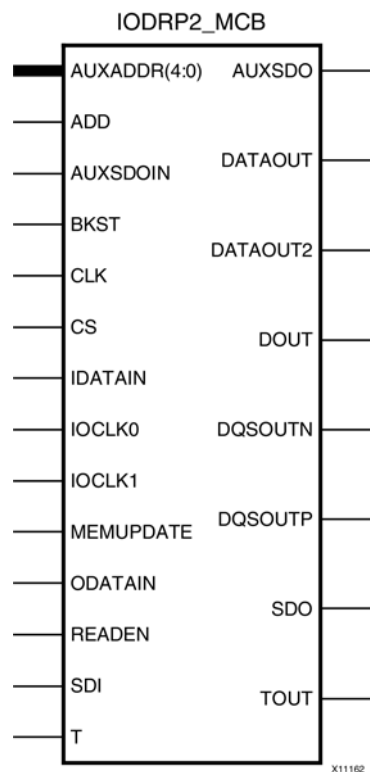 IODRP2_MCB
AUXADDR(4:0) AUXSDO
ADD
DATAOUT
AUXSDOIN
BKST
DATAOUT2
CLK
CS
DOUT
IDATAIN
IOCLK0 DQSOUTN
IOCLK1
DQSOUTP
MEMUPDATE
ODATAIN
SDO
READEN
SDI
TOUT
T
X11162